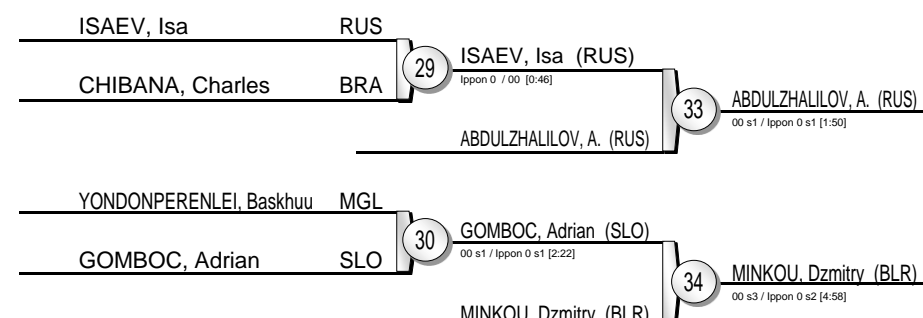 ISAEV, Isa RUS
29
ISAEV, Isa (RUS)
Ippon 0 / 00 [0:46]
CHIBANA, Charles BRA
33
ABDULZHALILOV, A. (RUS)
00 s1 / Ippon 0 s1 [1:50]
ABDULZHALILOV, A. (RUS)
YONDONPERENLEI, Baskhuu MGL
30
GOMBOC, Adrian (SLO)
00 s1 / Ippon 0 s1 [2:22]
GOMBOC, Adrian SLO
34
MINKOU, Dzmitry (BLR)
00 s3 / Ippon 0 s2 [4:58]
MINKOU, Dzmitry (BLR)